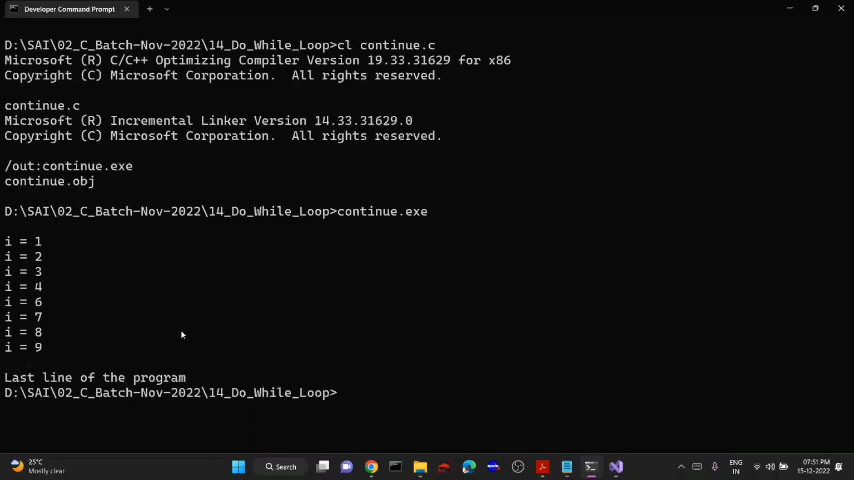 Developer Command Prompt
D:\SAI\02_C_Batch-Nov-2022\14_Do_While_Loop>cl continue.c
Microsoft (R) C/C++ Optimizing Compiler Version 19.33.31629 for x86
Copyright (C) Microsoft Corporation.  All rights reserved.
continue.c
Microsoft (R) Incremental Linker Version 14.33.31629.0
Copyright (C) Microsoft Corporation.  All rights reserved.
/out:continue.exe
continue.obj
D:\SAI\02_C_Batch-Nov-2022\14_Do_While_Loop>continue.exe
i = 1
i = 2
i = 3
i = 4
i = 6
i = 7
i = 8
i = 9
Last line of the program
D:\SAI\02_C_Batch-Nov-2022\14_Do_While_Loop>
25°C
Mostly clear
Search
ENG
IN
07:51 PM
15-12-2022